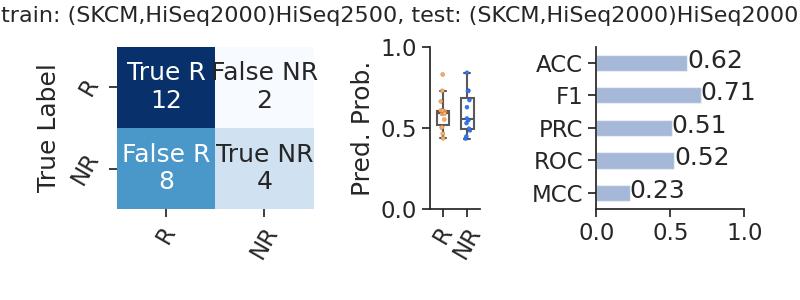 train: (SKCM,HiSeq2000)HiSeq2500, test: (SKCM,HiSeq2000)HiSeq2000
True Label
R
NR
True R
12
False NR
2
False R
8
True NR
4
R
NR
Pred. Prob.
1.0
0.5
0.0
R
NR
ACC
0.62
F1
0.71
PRC
0.51
ROC
0.52
MCC
0.23
0.0
0.5
1.0